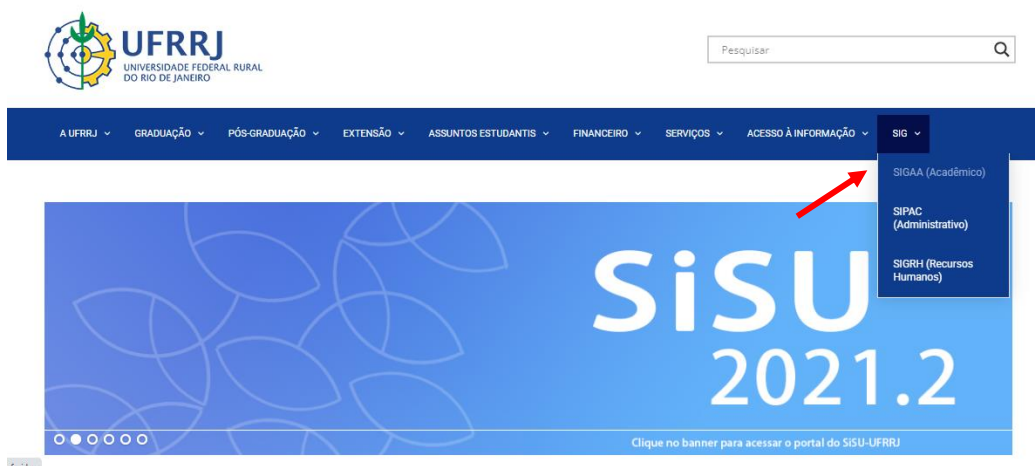 UFRRJ
UNIVERSIDADE FEDERAL RURAL
DO RIO DE JANEIRO
Pesquisar
A UFRRJ GRADUAÇÃO PÓS-GRADUAÇÃO EXTENSÃO ASSUNTOS ESTUDANTIS FINANCEIRO SERVIÇOS ACESSO À INFORMAÇÃO SIG
SIGAA (Acadêmico)
SIPAC
(Administrativo)
SIGRH (Recursos
Humanos)
SiSU
2021.2
Clique no banner para acessar o portal do SiSU-UFRRJ